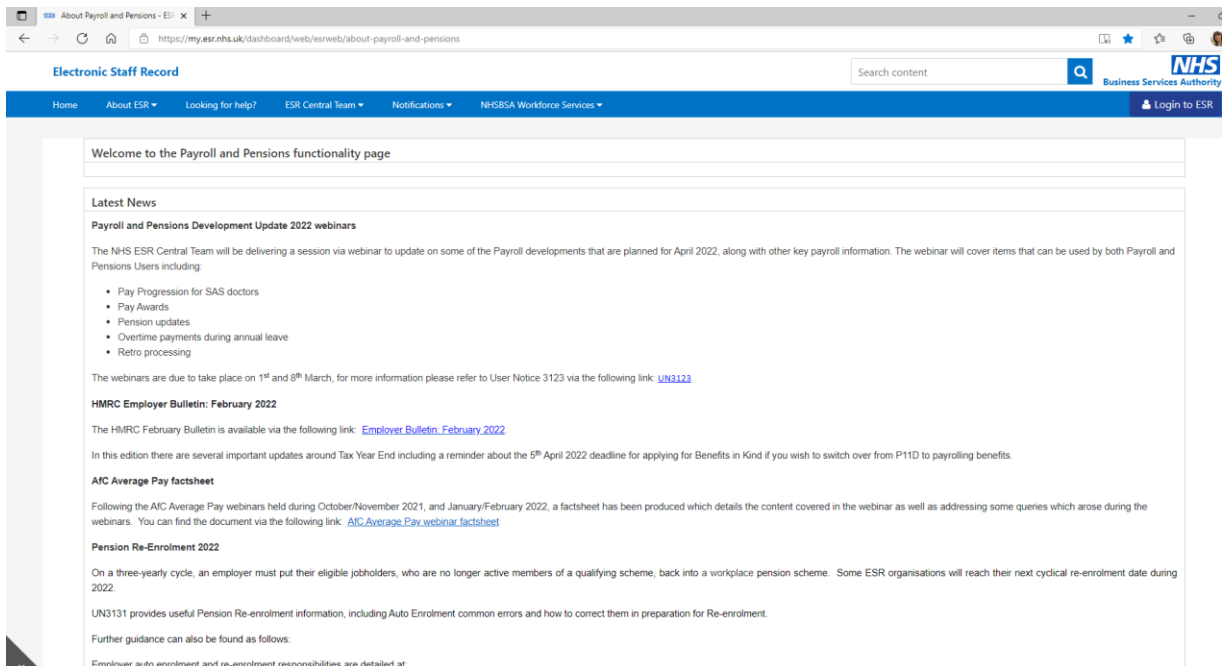 About Payroll and Pensions - ESR
https://my.esr.nhs.uk/dashboard/web/esrweb/about-payroll-and-pensions
Electronic Staff Record
Search content
NHS
Business Services Authority
Home About ESR Looking for help? ESR Central Team Notifications NHSBSA Workforce Services Login to ESR
Welcome to the Payroll and Pensions functionality page
Latest News
Payroll and Pensions Development Update 2022 webinars
The NHS ESR Central Team will be delivering a session via webinar to update on some of the Payroll developments that are planned for April 2022, along with other key payroll information. The webinar will cover items that can be used by both Payroll and
Pensions Users including:
• Pay Progression for SAS doctors
• Pay Awards
• Pension updates
• Overtime payments during annual leave
• Retro processing
The webinars are due to take place on 1st and 8th March, for more information please refer to User Notice 3123 via the following link: UN3123
HMRC Employer Bulletin: February 2022
The HMRC February Bulletin is available via the following link: Employer Bulletin: February 2022.
In this edition there are several important updates around Tax Year End including a reminder about the 5th April 2022 deadline for applying for Benefits in Kind if you wish to switch over from P11D to payrolling benefits.
AfC Average Pay factsheet
Following the AfC Average Pay webinars held during October/November 2021, and January/February 2022, a factsheet has been produced which details the content covered in the webinar as well as addressing some queries which arose during the
webinars. You can find the document via the following link: AfC Average Pay webinar factsheet
Pension Re-Enrolment 2022
On a three-yearly cycle, an employer must put their eligible jobholders, who are no longer active members of a qualifying scheme, back into a workplace pension scheme. Some ESR organisations will reach their next cyclical re-enrolment date during
2022.
UN3131 provides useful Pension Re-enrolment information, including Auto Enrolment common errors and how to correct them in preparation for Re-enrolment.
Further guidance can also be found as follows:
Employer auto enrolment and re-enrolment responsibilities are detailed at: